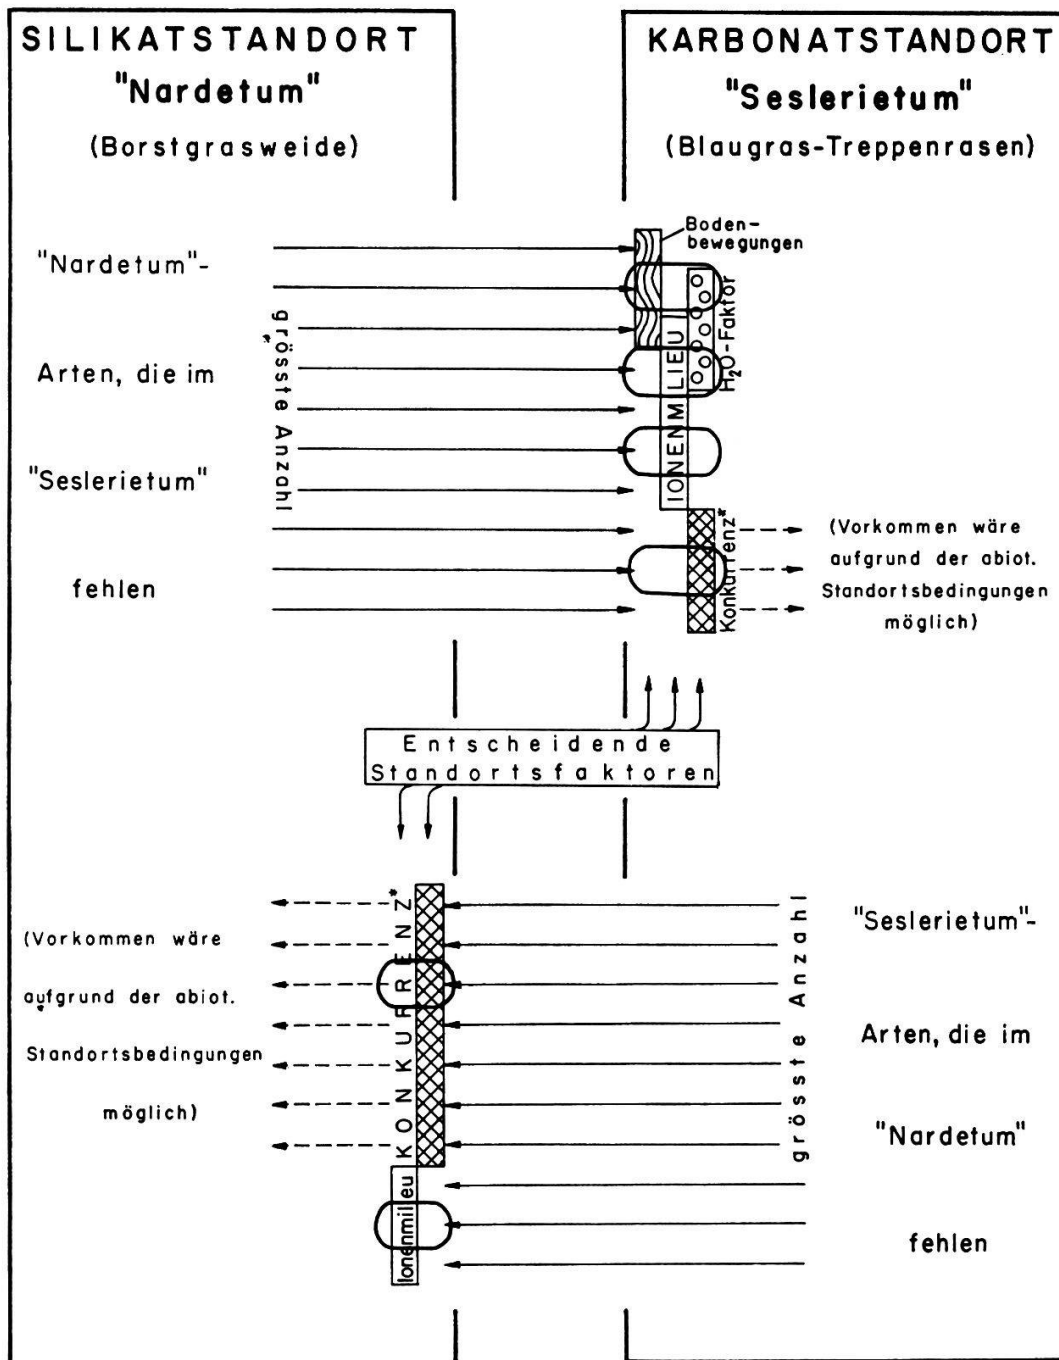 SILIKATSTANDORT
"Nardetum"
(Borstgrasweide)
KARBONATSTANDORT
"Seslerietum"
(Blaugras-Treppenrasen)
"Nardetum"-
Arten, die im
"Seslerietum"
fehlen
grösste Anzahl
Boden-
bewegungen
H₂O-Faktor
IONENMILIEU
Konkurrenz*
(Vorkommen wäre
aufgrund der abiot.
Standortsbedingungen
möglich)
Entscheidende
Standortsfaktoren
(Vorkommen wäre
aufgrund der abiot.
Standortsbedingungen
möglich)
KONKURRENZ*
Ionenmilieu
grösste Anzahl
"Seslerietum"-
Arten, die im
"Nardetum"
fehlen